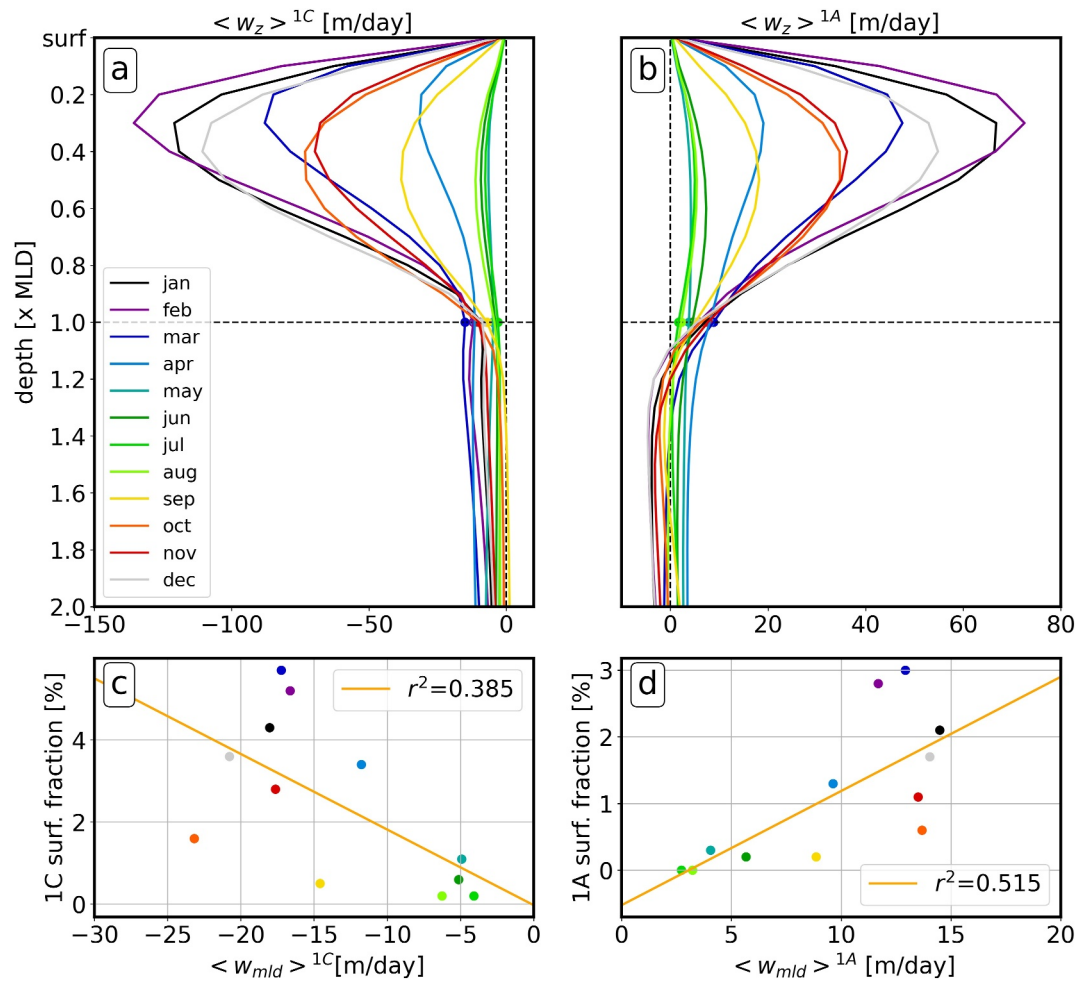 < w_z >^1C [m/day]
< w_z >^1A [m/day]
a
b
surf
0.2
0.4
0.6
0.8
1.0
1.2
1.4
1.6
1.8
2.0
depth [x MLD]
jan
feb
mar
apr
may
jun
jul
aug
sep
oct
nov
dec
−150 −100 −50 0
0 20 40 60 80
c
d
r²=0.385
r²=0.515
1C surf. fraction [%]
4
2
0
1A surf. fraction [%]
3
2
1
0
−30 −25 −20 −15 −10 −5 0
0 5 10 15 20
< w_mld >^1C[m/day]
< w_mld >^1A [m/day]